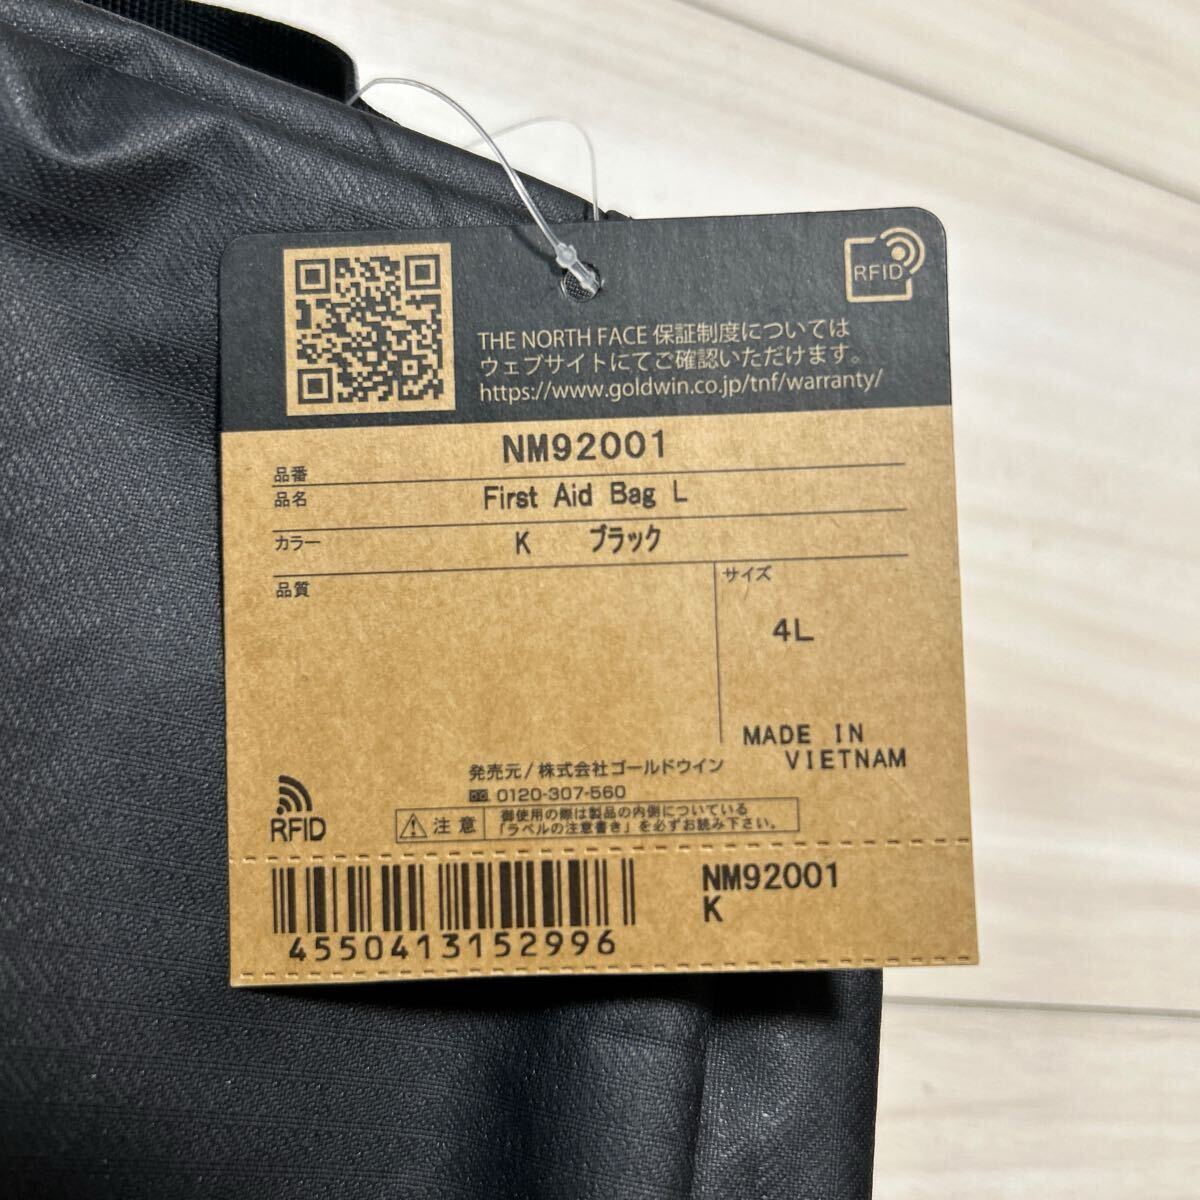 RFID
THE NORTH FACE 保証制度については
ウェブサイトにてご確認いただけます。
https://www.goldwin.co.jp/tnf/warranty/
品番 NM92001
品名 First Aid Bag L
カラー K ブラック
品質
サイズ
4L
MADE IN
VIETNAM
発売元/株式会社ゴールドウイン
0120-307-560
RFID
注意
御使用の際は製品の内側についている
「ラベルの注意書き」を必ずお読み下さい。
NM92001
K
4550413152996